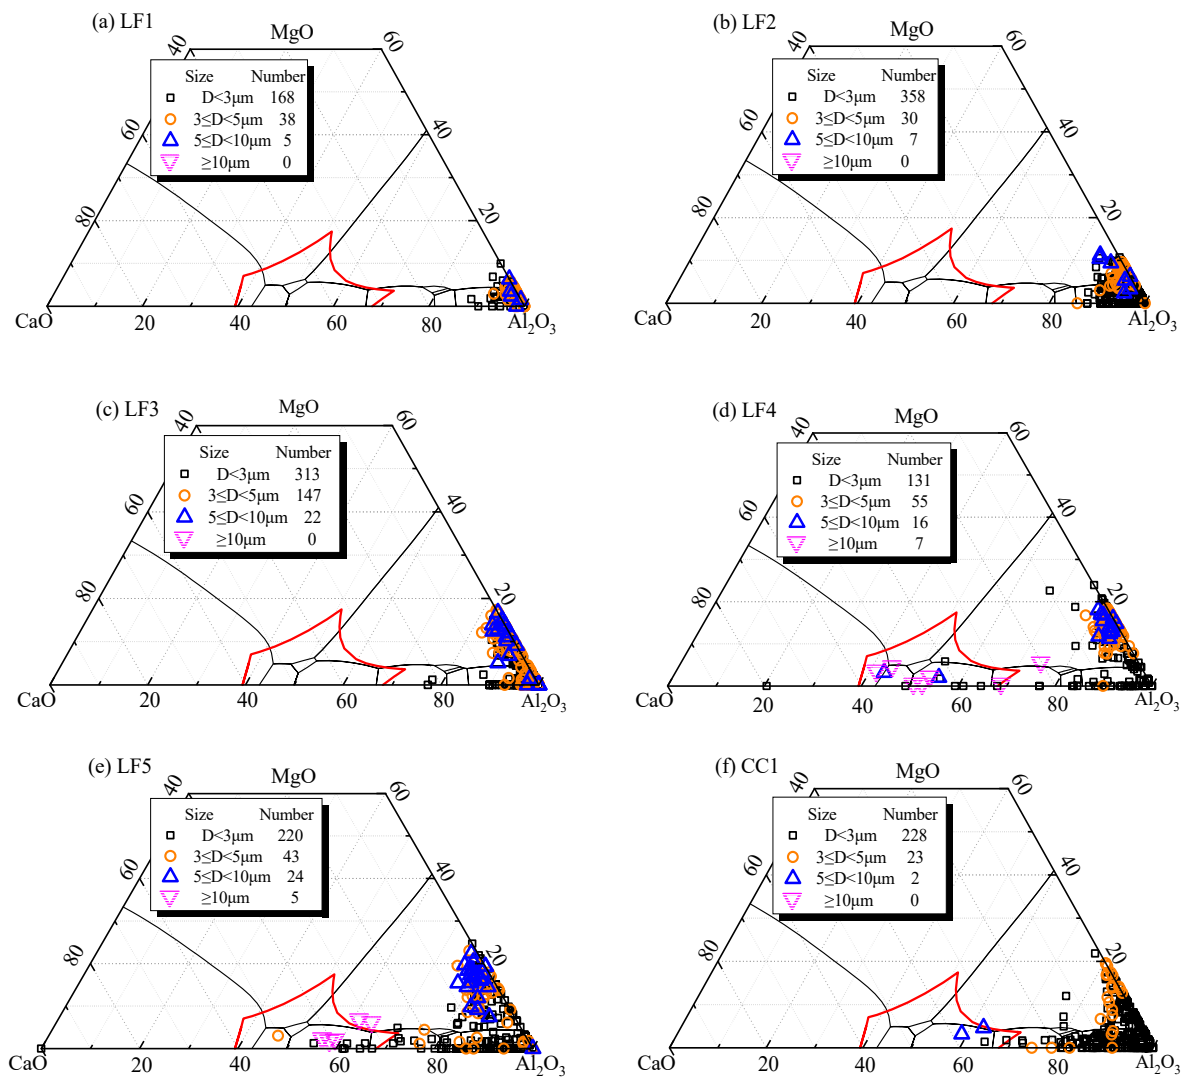 (a) LF1
MgO
40
60
Size Number
D<3μm 168
3≤D<5μm 38
5≤D<10μm 5
≥10μm 0
60
40
80
20
CaO
20
40
60
80
Al₂O₃
(b) LF2
MgO
40
60
Size Number
D<3μm 358
3≤D<5μm 30
5≤D<10μm 7
≥10μm 0
60
40
80
20
CaO
20
40
60
80
Al₂O₃
(c) LF3
MgO
40
60
Size Number
D<3μm 313
3≤D<5μm 147
5≤D<10μm 22
≥10μm 0
60
40
80
20
CaO
20
40
60
80
Al₂O₃
(d) LF4
MgO
40
60
Size Number
D<3μm 131
3≤D<5μm 55
5≤D<10μm 16
≥10μm 7
60
40
80
20
CaO
20
40
60
80
Al₂O₃
(e) LF5
MgO
40
60
Size Number
D<3μm 220
3≤D<5μm 43
5≤D<10μm 24
≥10μm 5
60
40
80
20
CaO
20
40
60
80
Al₂O₃
(f) CC1
MgO
40
60
Size Number
D<3μm 228
3≤D<5μm 23
5≤D<10μm 2
≥10μm 0
60
40
80
20
CaO
20
40
60
80
Al₂O₃